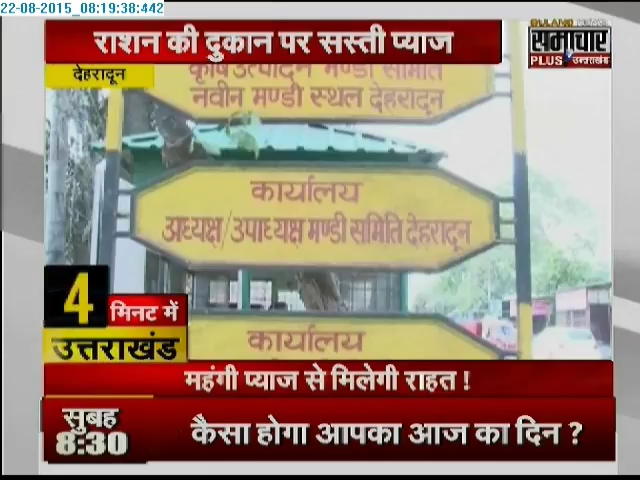 22-08-2015_08:19:38:442
राशन की दुकान पर सस्ती प्याज
BULAND NEWS
समाचार
PLUS उत्तराखंड
देहरादून
कृषि उत्पादन मण्डी समिति
नवीन मण्डी स्थल देहरादून
कार्यालय
अध्यक्ष/उपाध्यक्ष मण्डी समिति देहरादून
4
मिनट में
उत्तराखंड
कार्यालय
महंगी प्याज से मिलेगी राहत !
सुबह
8:30
कैसा होगा आपका आज का दिन ?